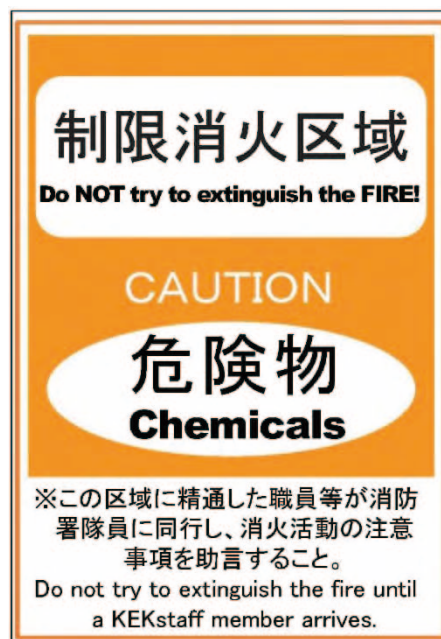 制限消火区域
Do NOT try to extinguish the FIRE!
CAUTION
危険物
Chemicals
※この区域に精通した職員等が消防
署隊員に同行し、消火活動の注意
事項を助言すること。
Do not try to extinguish the fire until
a KEKstaff member arrives.